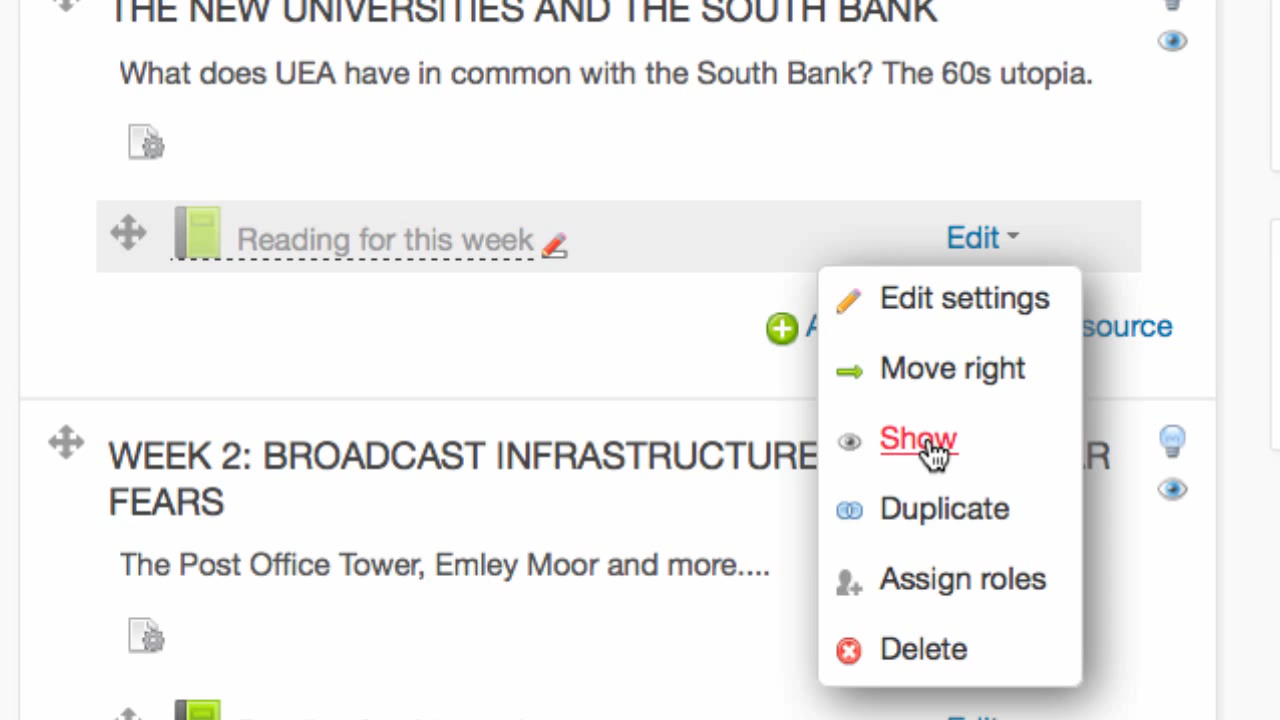 THE NEW UNIVERSITIES AND THE SOUTH BANK
What does UEA have in common with the South Bank? The 60s utopia.
Reading for this week
Edit
Edit settings
source
Move right
Show
WEEK 2: BROADCAST INFRASTRUCTURE
FEARS
Duplicate
The Post Office Tower, Emley Moor and more....
Assign roles
Delete